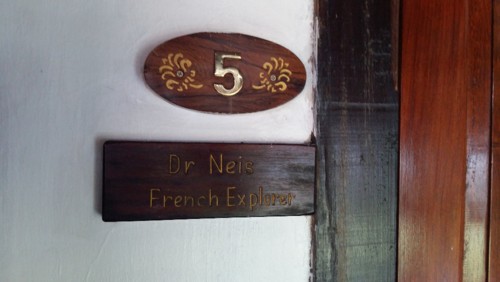 5
Dr Neis
French Explorer